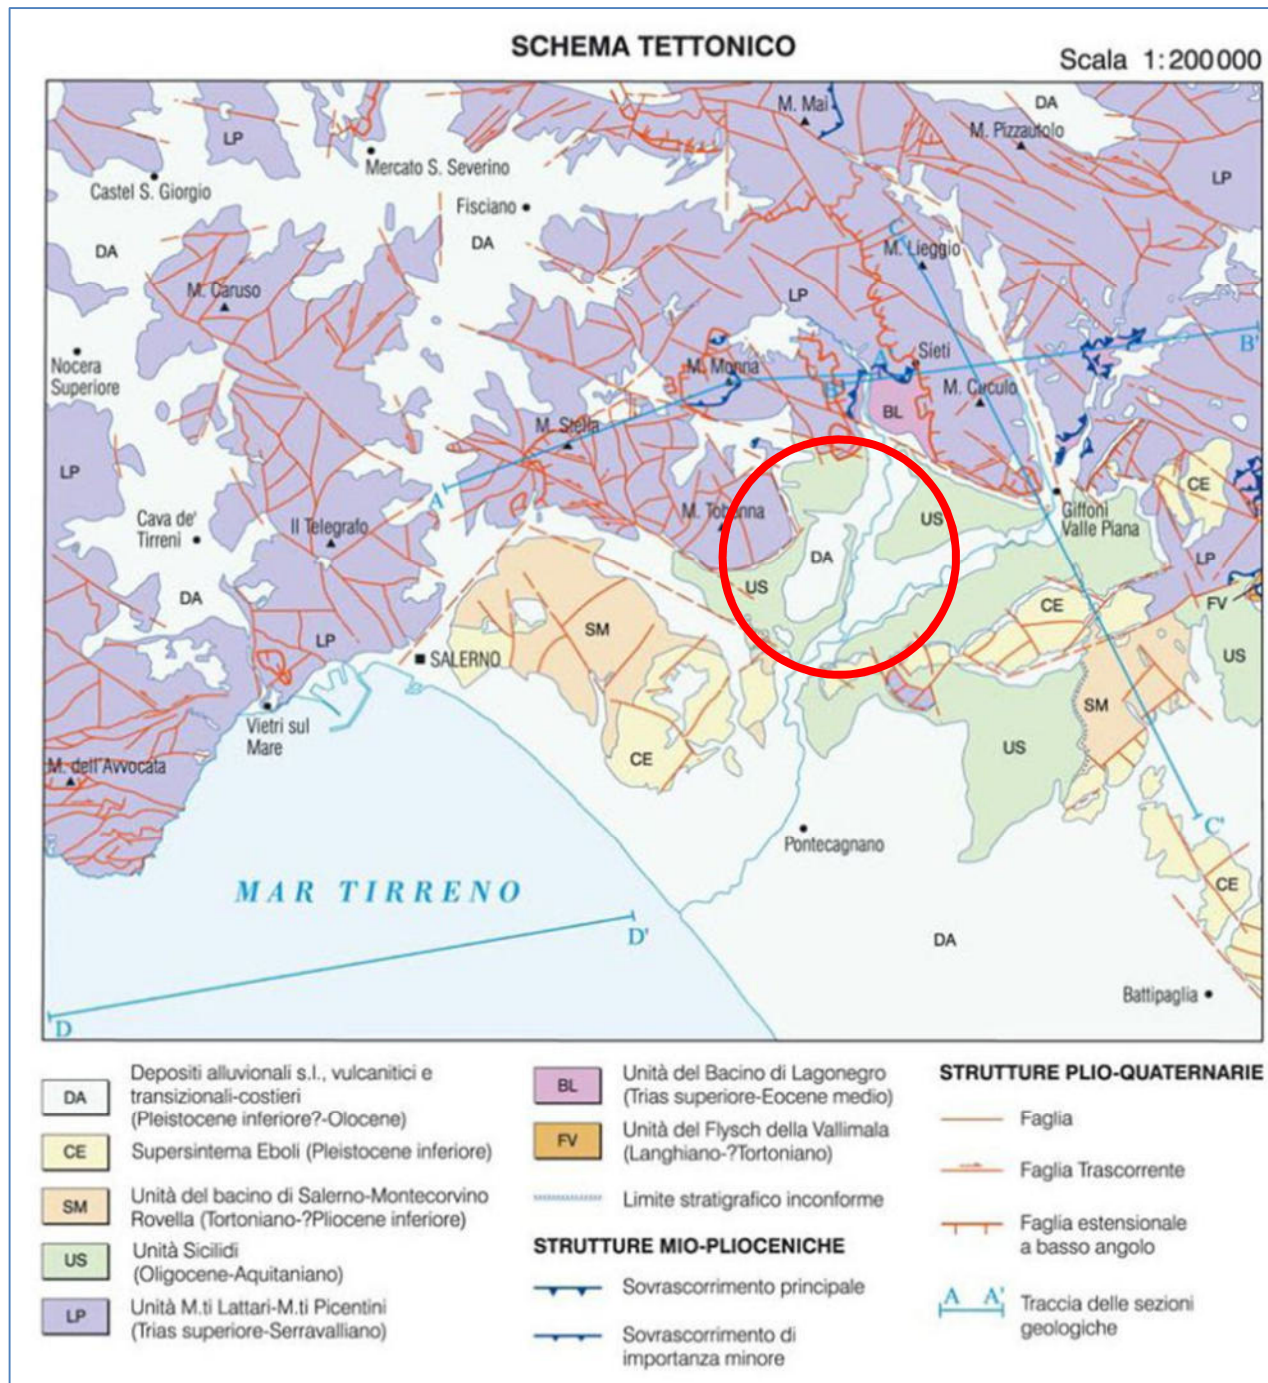 SCHEMA TETTONICO
Scala 1:200000
M. Mai
DA
M. Pizzautolo
LP
Mercato S. Severino
Castel S. Giorgio
LP
Fisciano
DA
DA
C
M. Lieggio
M. Caruso
LP
Nocera
Superiore
Sieti
B'
M. Monna
A'
B
M. Cuculo
BL
M. Stella
LP
A
CE
Cava de'
Tirreni
Il Telegrafo
M. Tobenna
US
Giffoni
Valle Piana
DA
LP
US
DA
CE
FV
LP
SM
SALERNO
US
Vietri sul
Mare
SM
M. dell'Avvocata
CE
US
C'
Pontecagnano
MAR TIRRENO
CE
D'
DA
Battipaglia
D
DA
Depositi alluvionali s.l., vulcanitici e
transizionali-costieri
(Pleistocene inferiore?-Olocene)
CE
Supersintema Eboli (Pleistocene inferiore)
SM
Unità del bacino di Salerno-Montecorvino
Rovella (Tortoniano-?Pliocene inferiore)
US
Unità Sicilidi
(Oligocene-Aquitaniano)
LP
Unità M.ti Lattari-M.ti Picentini
(Trias superiore-Serravalliano)
BL
Unità del Bacino di Lagonegro
(Trias superiore-Eocene medio)
FV
Unità del Flysch della Vallimala
(Langhiano-?Tortoniano)
Limite stratigrafico inconforme
STRUTTURE MIO-PLIOCENICHE
Sovrascorrimento principale
Sovrascorrimento di
importanza minore
STRUTTURE PLIO-QUATERNARIE
Faglia
Faglia Trascorrente
Faglia estensionale
a basso angolo
A A'
Traccia delle sezioni
geologiche